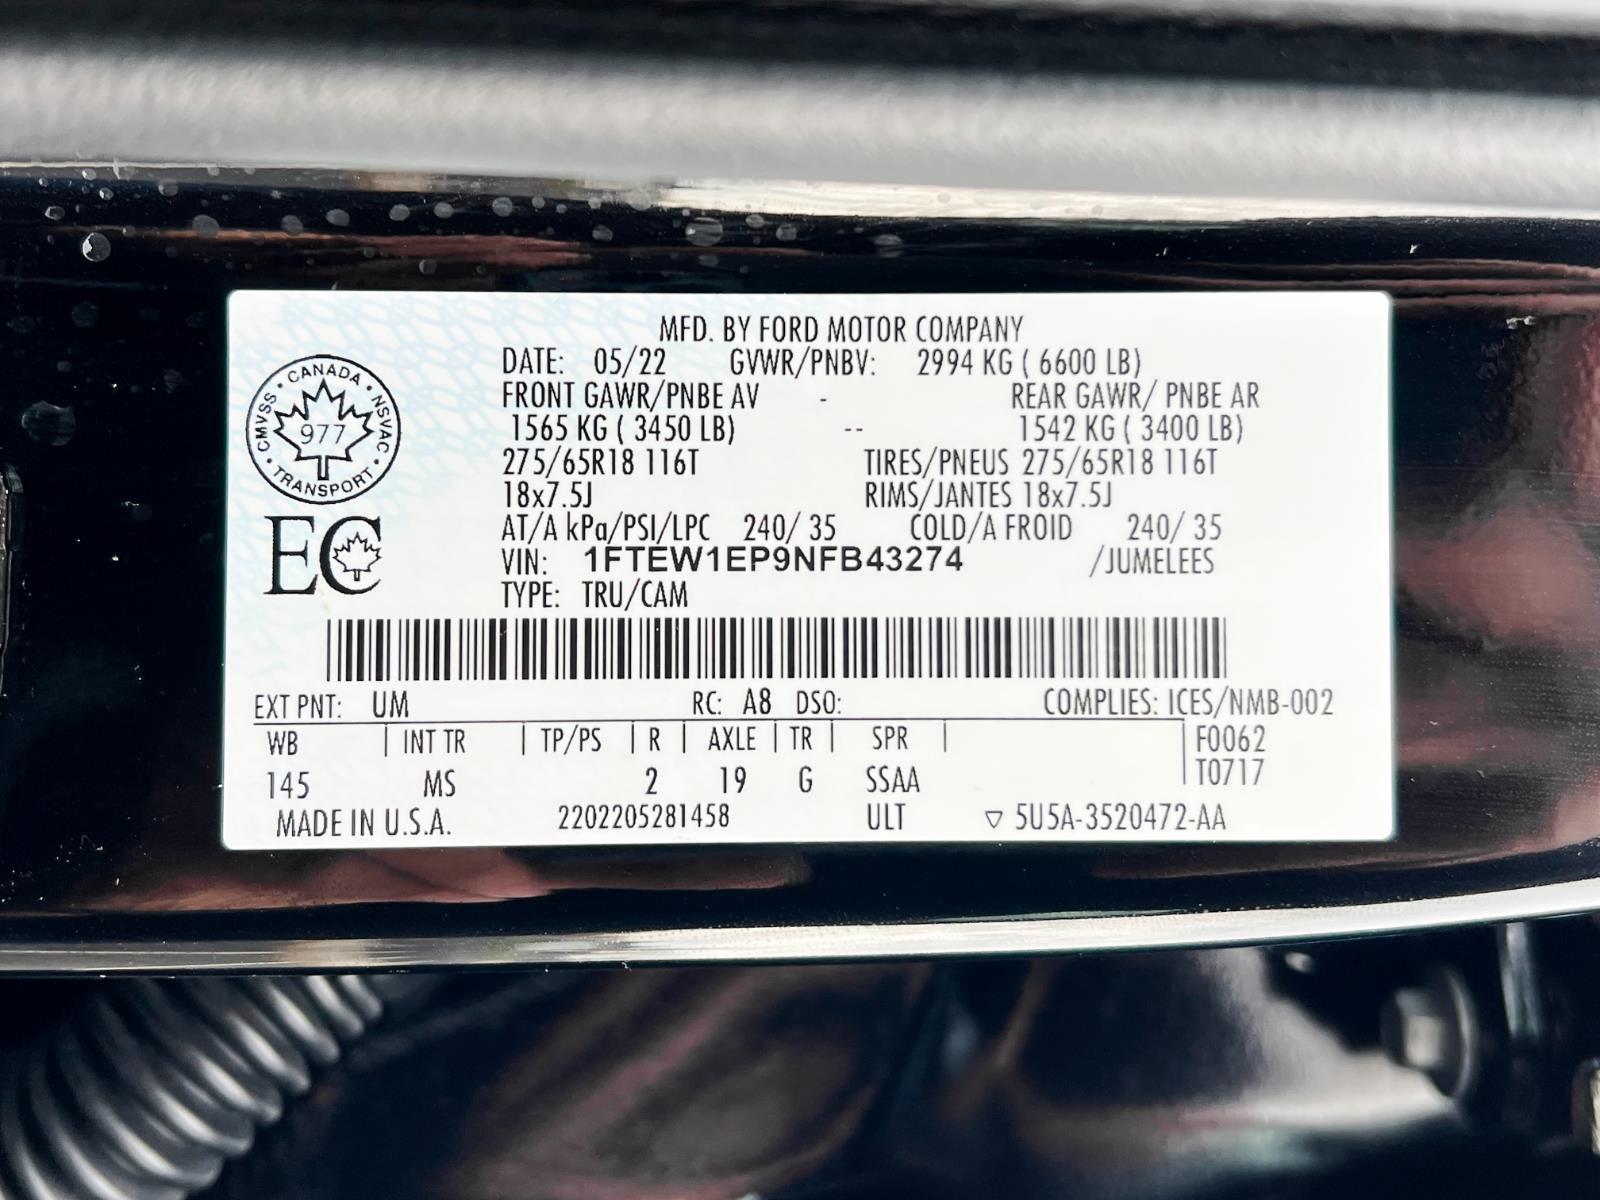 MFD. BY FORD MOTOR COMPANY
DATE: 05/22 GVWR/PNBV: 2994 KG ( 6600 LB)
FRONT GAWR/PNBE AV - REAR GAWR/ PNBE AR
1565 KG ( 3450 LB) -- 1542 KG ( 3400 LB)
275/65R18 116T TIRES/PNEUS 275/65R18 116T
18x7.5J RIMS/JANTES 18x7.5J
AT/A kPa/PSI/LPC 240/ 35 COLD/A FROID 240/ 35
VIN: 1FTEW1EP9NFB43274 /JUMELEES
TYPE: TRU/CAM
CANADA
CMVSS NSVAC
977
TRANSPORT
EC
EXT PNT: UM RC: A8 DSO: COMPLIES: ICES/NMB-002
WB | INT TR | TP/PS | R | AXLE | TR | SPR | F0062
145 MS 2 19 G SSAA T0717
MADE IN U.S.A. 2202205281458 ULT ▽ 5U5A-3520472-AA